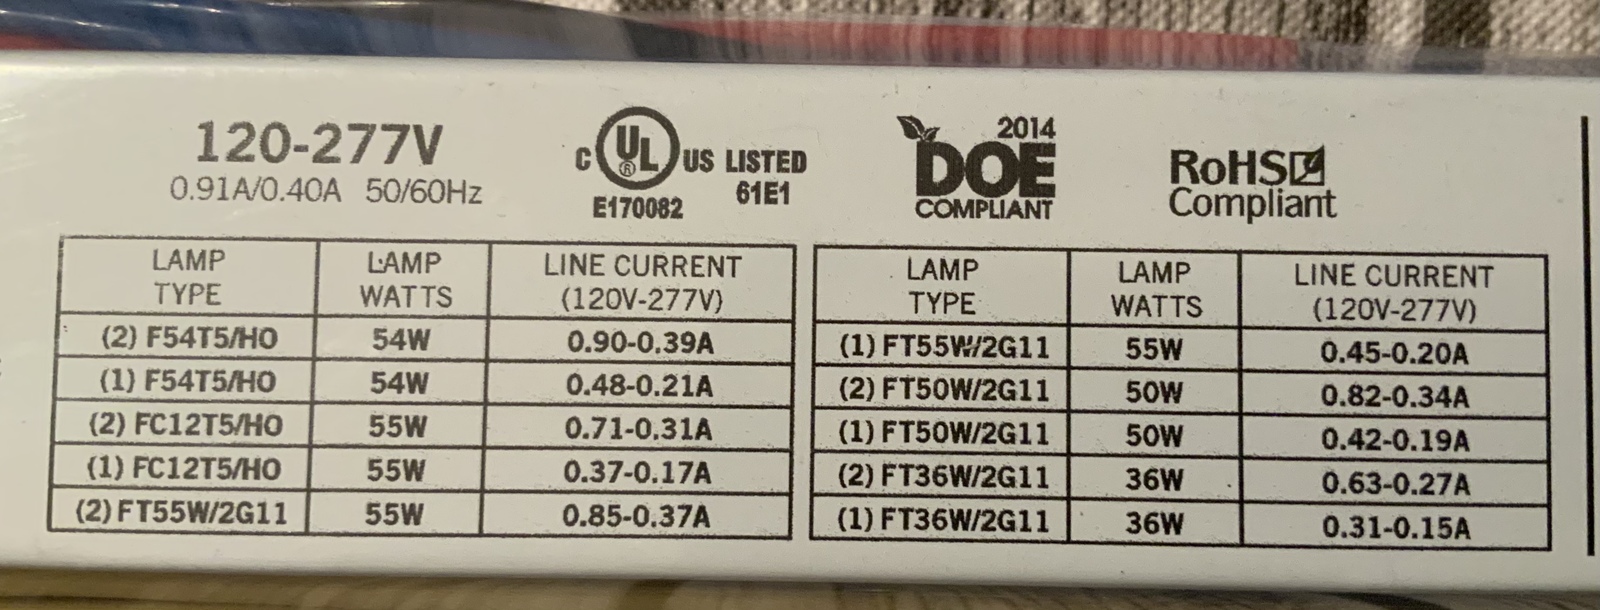 120-277V
0.91A/0.40A 50/60Hz
C UL ® US LISTED
E170082 61E1
2014
DOE
COMPLIANT
RoHS
Compliant
LAMP TYPE LAMP WATTS LINE CURRENT (120V-277V)
(2) F54T5/HO 54W 0.90-0.39A
(1) F54T5/HO 54W 0.48-0.21A
(2) FC12T5/HO 55W 0.71-0.31A
(1) FC12T5/HO 55W 0.37-0.17A
(2) FT55W/2G11 55W 0.85-0.37A
LAMP TYPE LAMP WATTS LINE CURRENT (120V-277V)
(1) FT55W/2G11 55W 0.45-0.20A
(2) FT50W/2G11 50W 0.82-0.34A
(1) FT50W/2G11 50W 0.42-0.19A
(2) FT36W/2G11 36W 0.63-0.27A
(1) FT36W/2G11 36W 0.31-0.15A